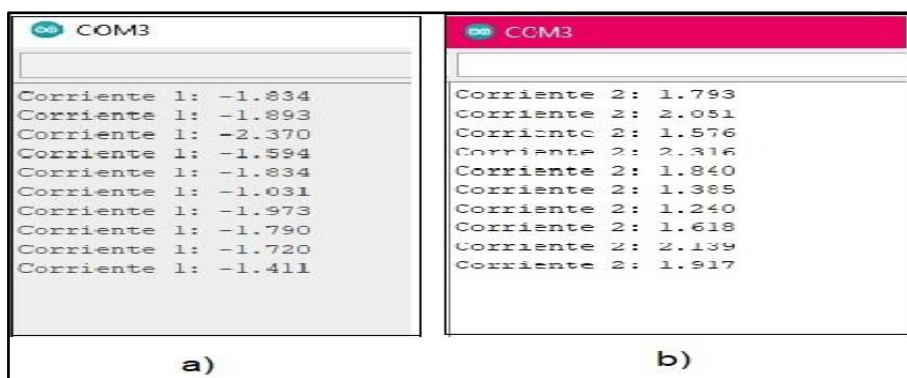 COM3
Corriente 1: -1.834
Corriente 1: -1.893
Corriente 1: -2.370
Corriente 1: -1.594
Corriente 1: -1.834
Corriente 1: -1.031
Corriente 1: -1.973
Corriente 1: -1.790
Corriente 1: -1.720
Corriente 1: -1.411
a)
COM3
Corriente 2: 1.793
Corriente 2: 2.051
Corriente 2: 1.576
Corriente 2: 2.316
Corriente 2: 1.840
Corriente 2: 1.385
Corriente 2: 1.240
Corriente 2: 1.618
Corriente 2: 2.139
Corriente 2: 1.917
b)